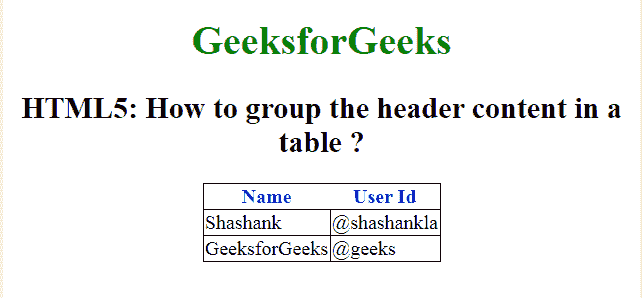 GeeksforGeeks
HTML5: How to group the header content in a
table ?
Name User Id
Shashank @shashankla
GeeksforGeeks @geeks